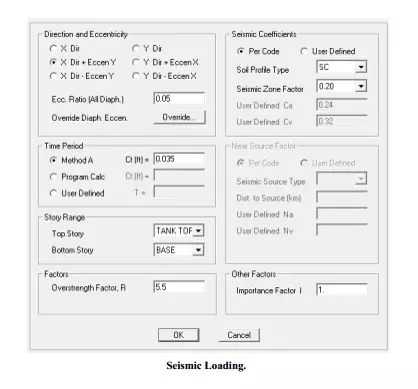 Direction and Eccentricity
X Dir
Y Dir
X Dir + Eccen Y
Y Dir + Eccen X
X Dir - Eccen Y
Y Dir - Eccen X
Ecc. Ratio (All Diaph.)
0.05
Override Diaph. Eccen.
Override...
Time Period
Method A
Ct (ft) =
0.035
Program Calc
Ct (ft) =
User Defined
T =
Story Range
Top Story
TANK TOF
Bottom Story
BASE
Factors
Overstrength Factor, R
5.5
Seismic Coefficients
Per Code
User Defined
Soil Profile Type
SC
Seismic Zone Factor
0.20
User Defined Ca
0.24
User Defined Cv
0.32
Near Source Factor
Per Code
User Defined
Seismic Source Type
Dist. to Source (km)
User Defined Na
User Defined Nv
Other Factors
Importance Factor I
1.
OK
Cancel
Seismic Loading.